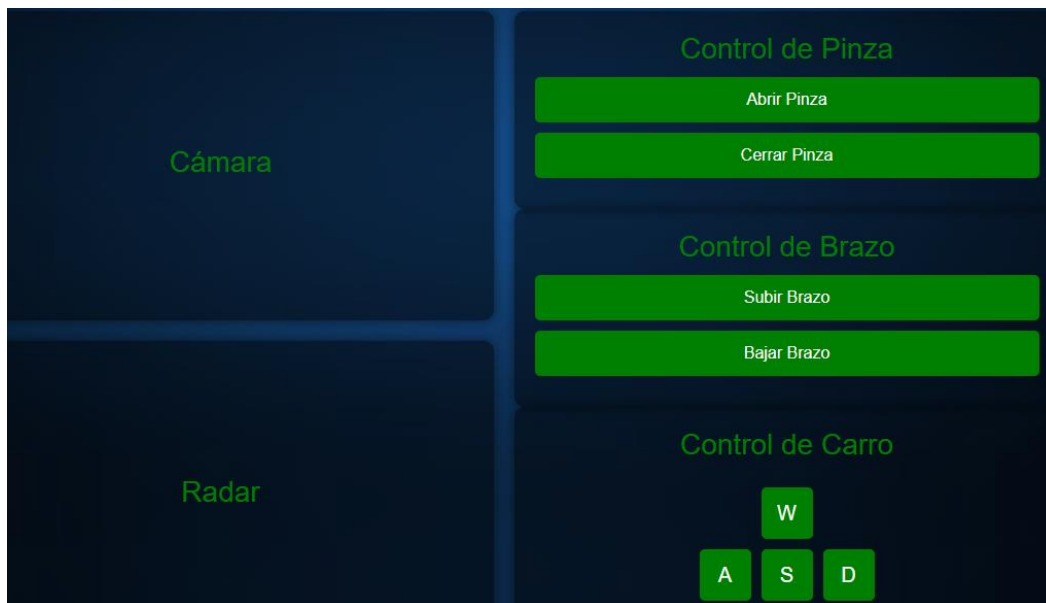 Cámara
Radar
Control de Pinza
Abrir Pinza
Cerrar Pinza
Control de Brazo
Subir Brazo
Bajar Brazo
Control de Carro
W
A S D